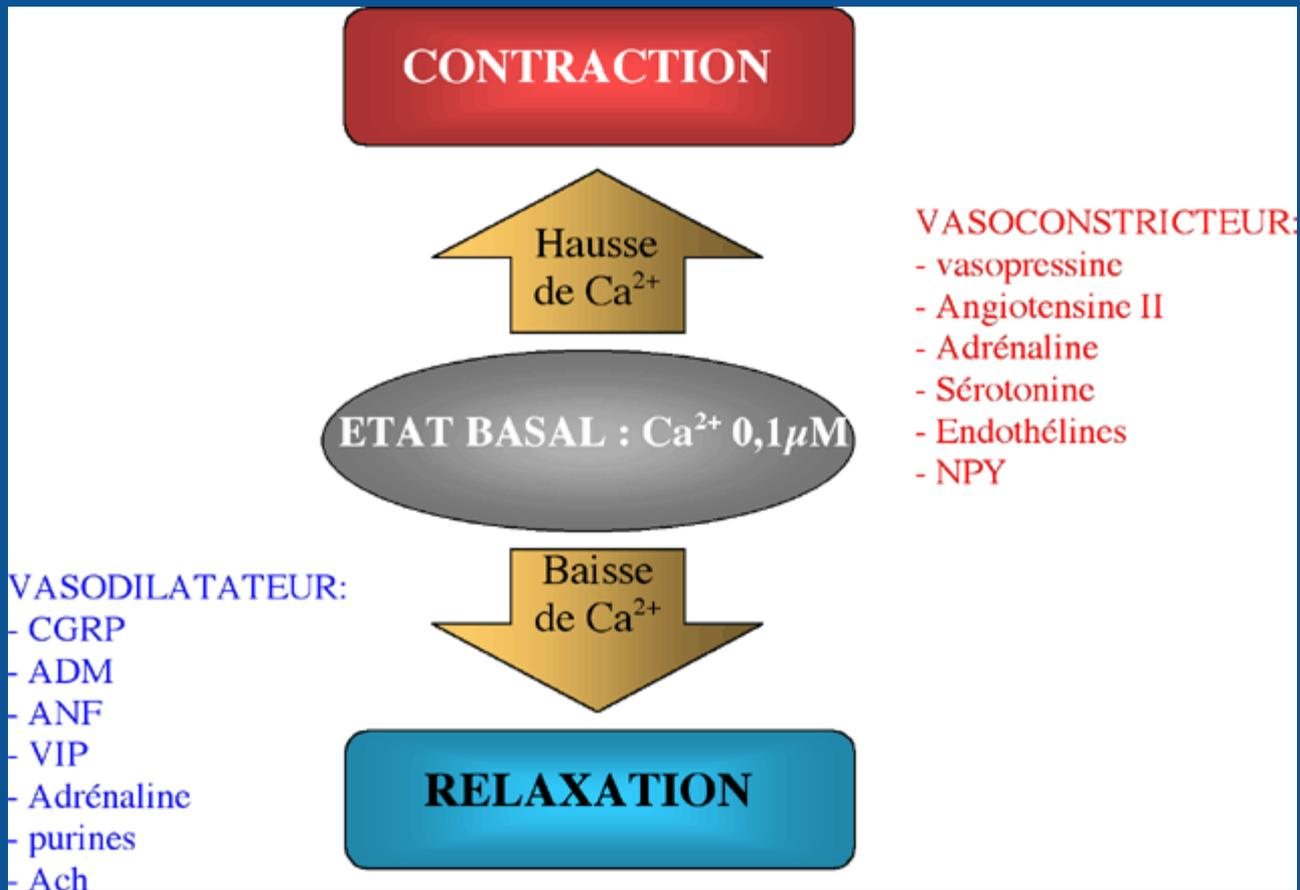 CONTRACTION
Hausse
de Ca²⁺
VASOCONSTRICTEUR:
- vasopressine
- Angiotensine II
- Adrénaline
- Sérotonine
- Endothélines
- NPY
ETAT BASAL : Ca²⁺ 0,1µM
Baisse
de Ca²⁺
VASODILATATEUR:
- CGRP
- ADM
- ANF
- VIP
- Adrénaline
- purines
- Ach
RELAXATION